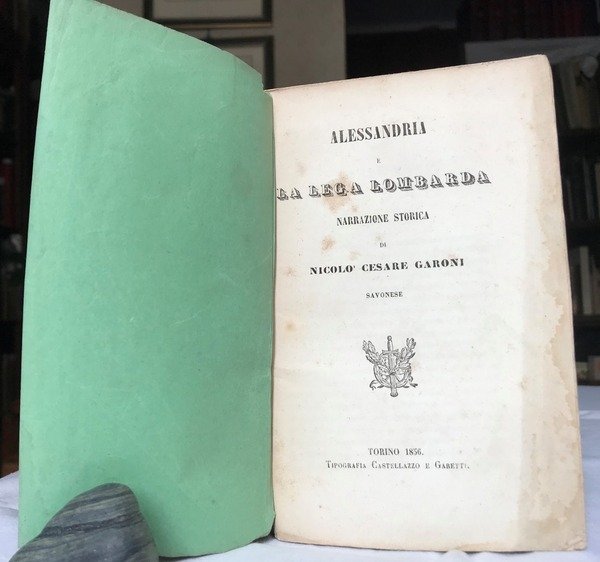 ALESSANDRIA
E
LA LEGA LOMBARDA
NARRAZIONE STORICA
DI
NICOLO' CESARE GARONI
SAVONESE
TORINO 1856.
TIPOGRAFIA CASTELLAZZO E GARETTI.